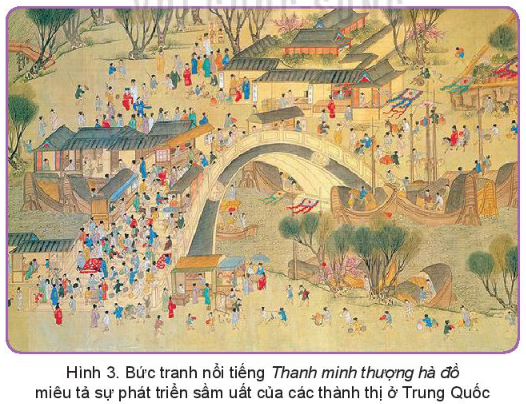 Hình 3. Bức tranh nổi tiếng Thanh minh thượng hà đồ
miêu tả sự phát triển sầm uất của các thành thị ở Trung Quốc